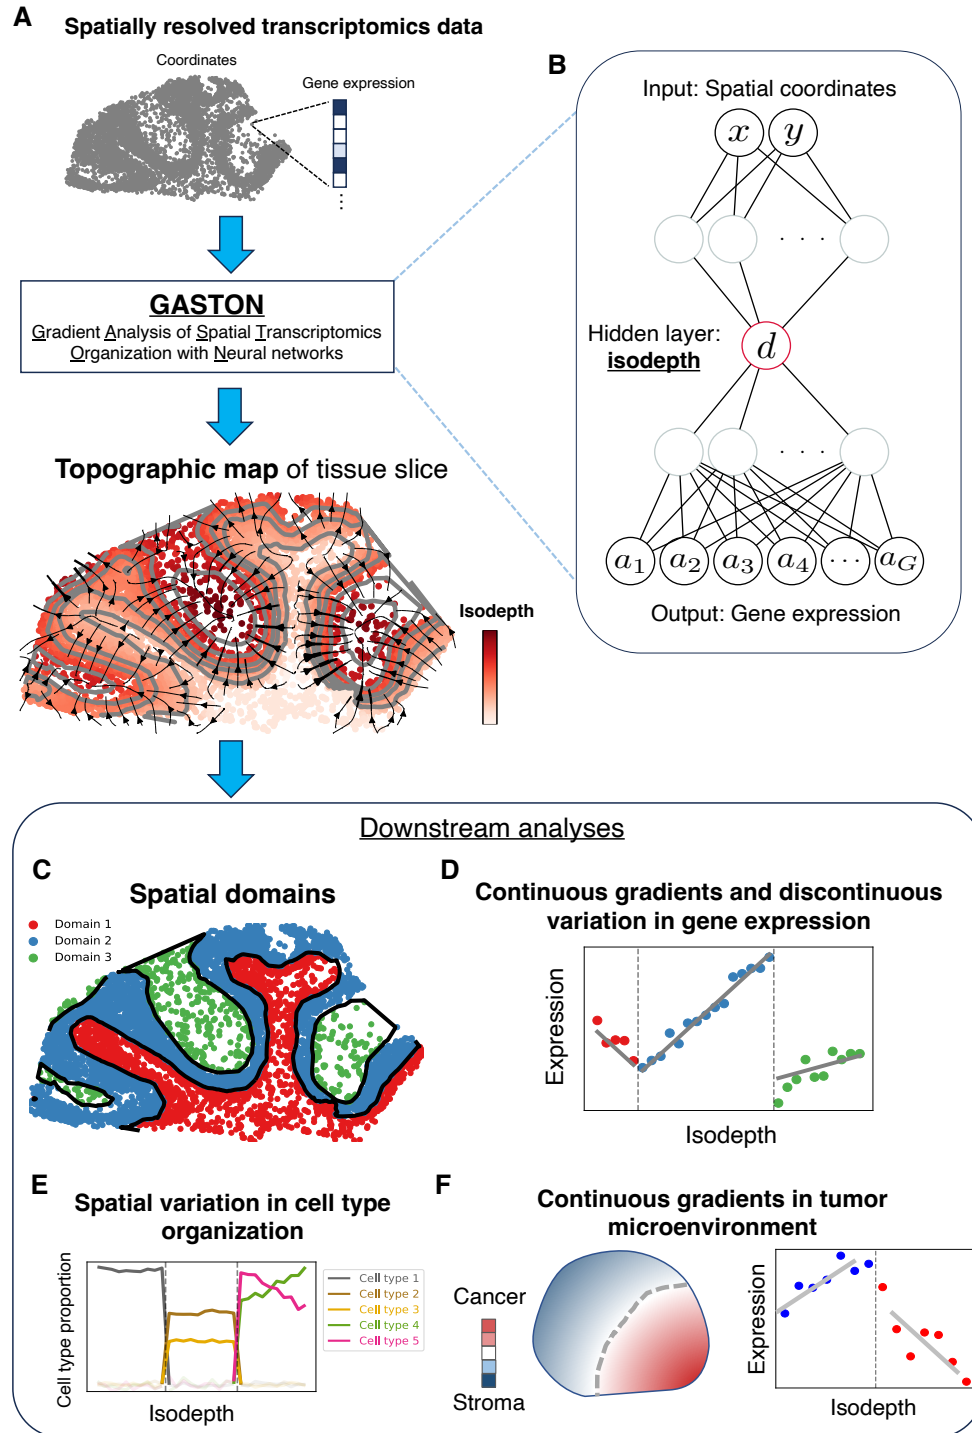 A
Spatially resolved transcriptomics data
Coordinates
Gene expression
GASTON
Gradient Analysis of Spatial Transcriptomics
Organization with Neural networks
Topographic map of tissue slice
Isodepth
B
Input: Spatial coordinates
x y
. . .
Hidden layer:
isodepth
d
. . .
a1 a2 a3 a4 ... aG
Output: Gene expression
Downstream analyses
C
Spatial domains
Domain 1
Domain 2
Domain 3
D
Continuous gradients and discontinuous
variation in gene expression
Expression
Isodepth
E
Spatial variation in cell type
organization
Cell type proportion
Isodepth
Cell type 1
Cell type 2
Cell type 3
Cell type 4
Cell type 5
F
Continuous gradients in tumor
microenvironment
Cancer
Stroma
Expression
Isodepth